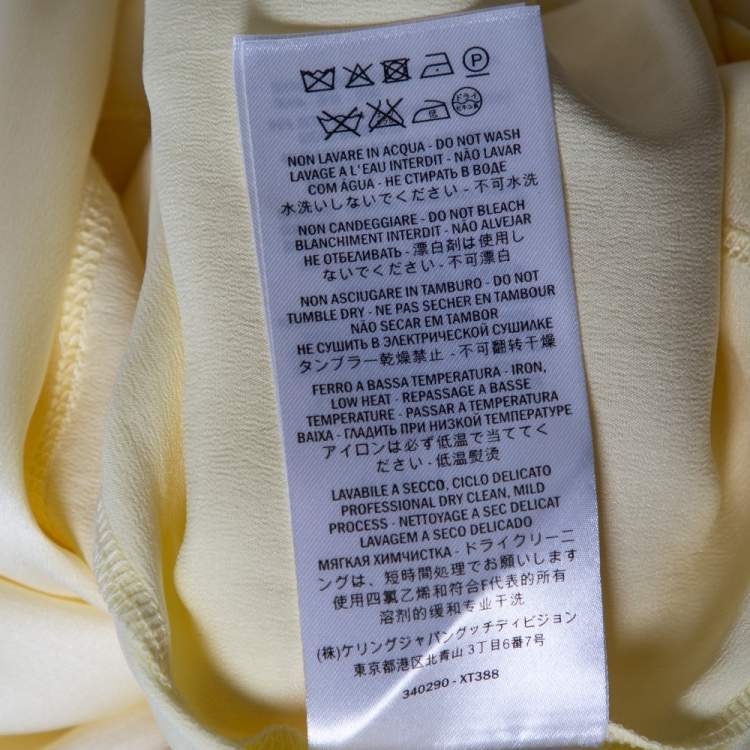 P
低
ドライ
セキユ系
NON LAVARE IN ACQUA - DO NOT WASH
LAVAGE A L'EAU INTERDIT - NÃO LAVAR
COM ÁGUA - НЕ СТИРАТЬ В ВОДЕ
水洗いしないでください - 不可水洗
NON CANDEGGIARE - DO NOT BLEACH
BLANCHIMENT INTERDIT - NÃO ALVEJAR
НЕ ОТБЕЛИВАТЬ - 漂白剤は使用し
ないでください - 不可漂白
NON ASCIUGARE IN TAMBURO - DO NOT
TUMBLE DRY - NE PAS SECHER EN TAMBOUR
NÃO SECAR EM TAMBOR
НЕ СУШИТЬ В ЭЛЕКТРИЧЕСКОЙ СУШИЛКЕ
タンブラー乾燥禁止 - 不可翻转干燥
FERRO A BASSA TEMPERATURA - IRON,
LOW HEAT - REPASSAGE A BASSE
TEMPERATURE - PASSAR A TEMPERATURA
BAIXA - ГЛАДИТЬ ПРИ НИЗКОЙ ТЕМПЕРАТУРЕ
アイロンは必ず低温で当ててく
ださい - 低温熨烫
LAVABILE A SECCO, CICLO DELICATO
PROFESSIONAL DRY CLEAN, MILD
PROCESS - NETTOYAGE A SEC DELICAT
LAVAGEM A SECO DELICADO
МЯГКАЯ ХИМЧИСТКА - ドライクリーニ
ングは、短時間処理でお願いします
使用四氯乙烯和符合F代表的所有
溶剂的缓和专业干洗
(株)ケリングジャパングッチディビジョン
東京都港区北青山 3丁目6番7号
340290 - XT388